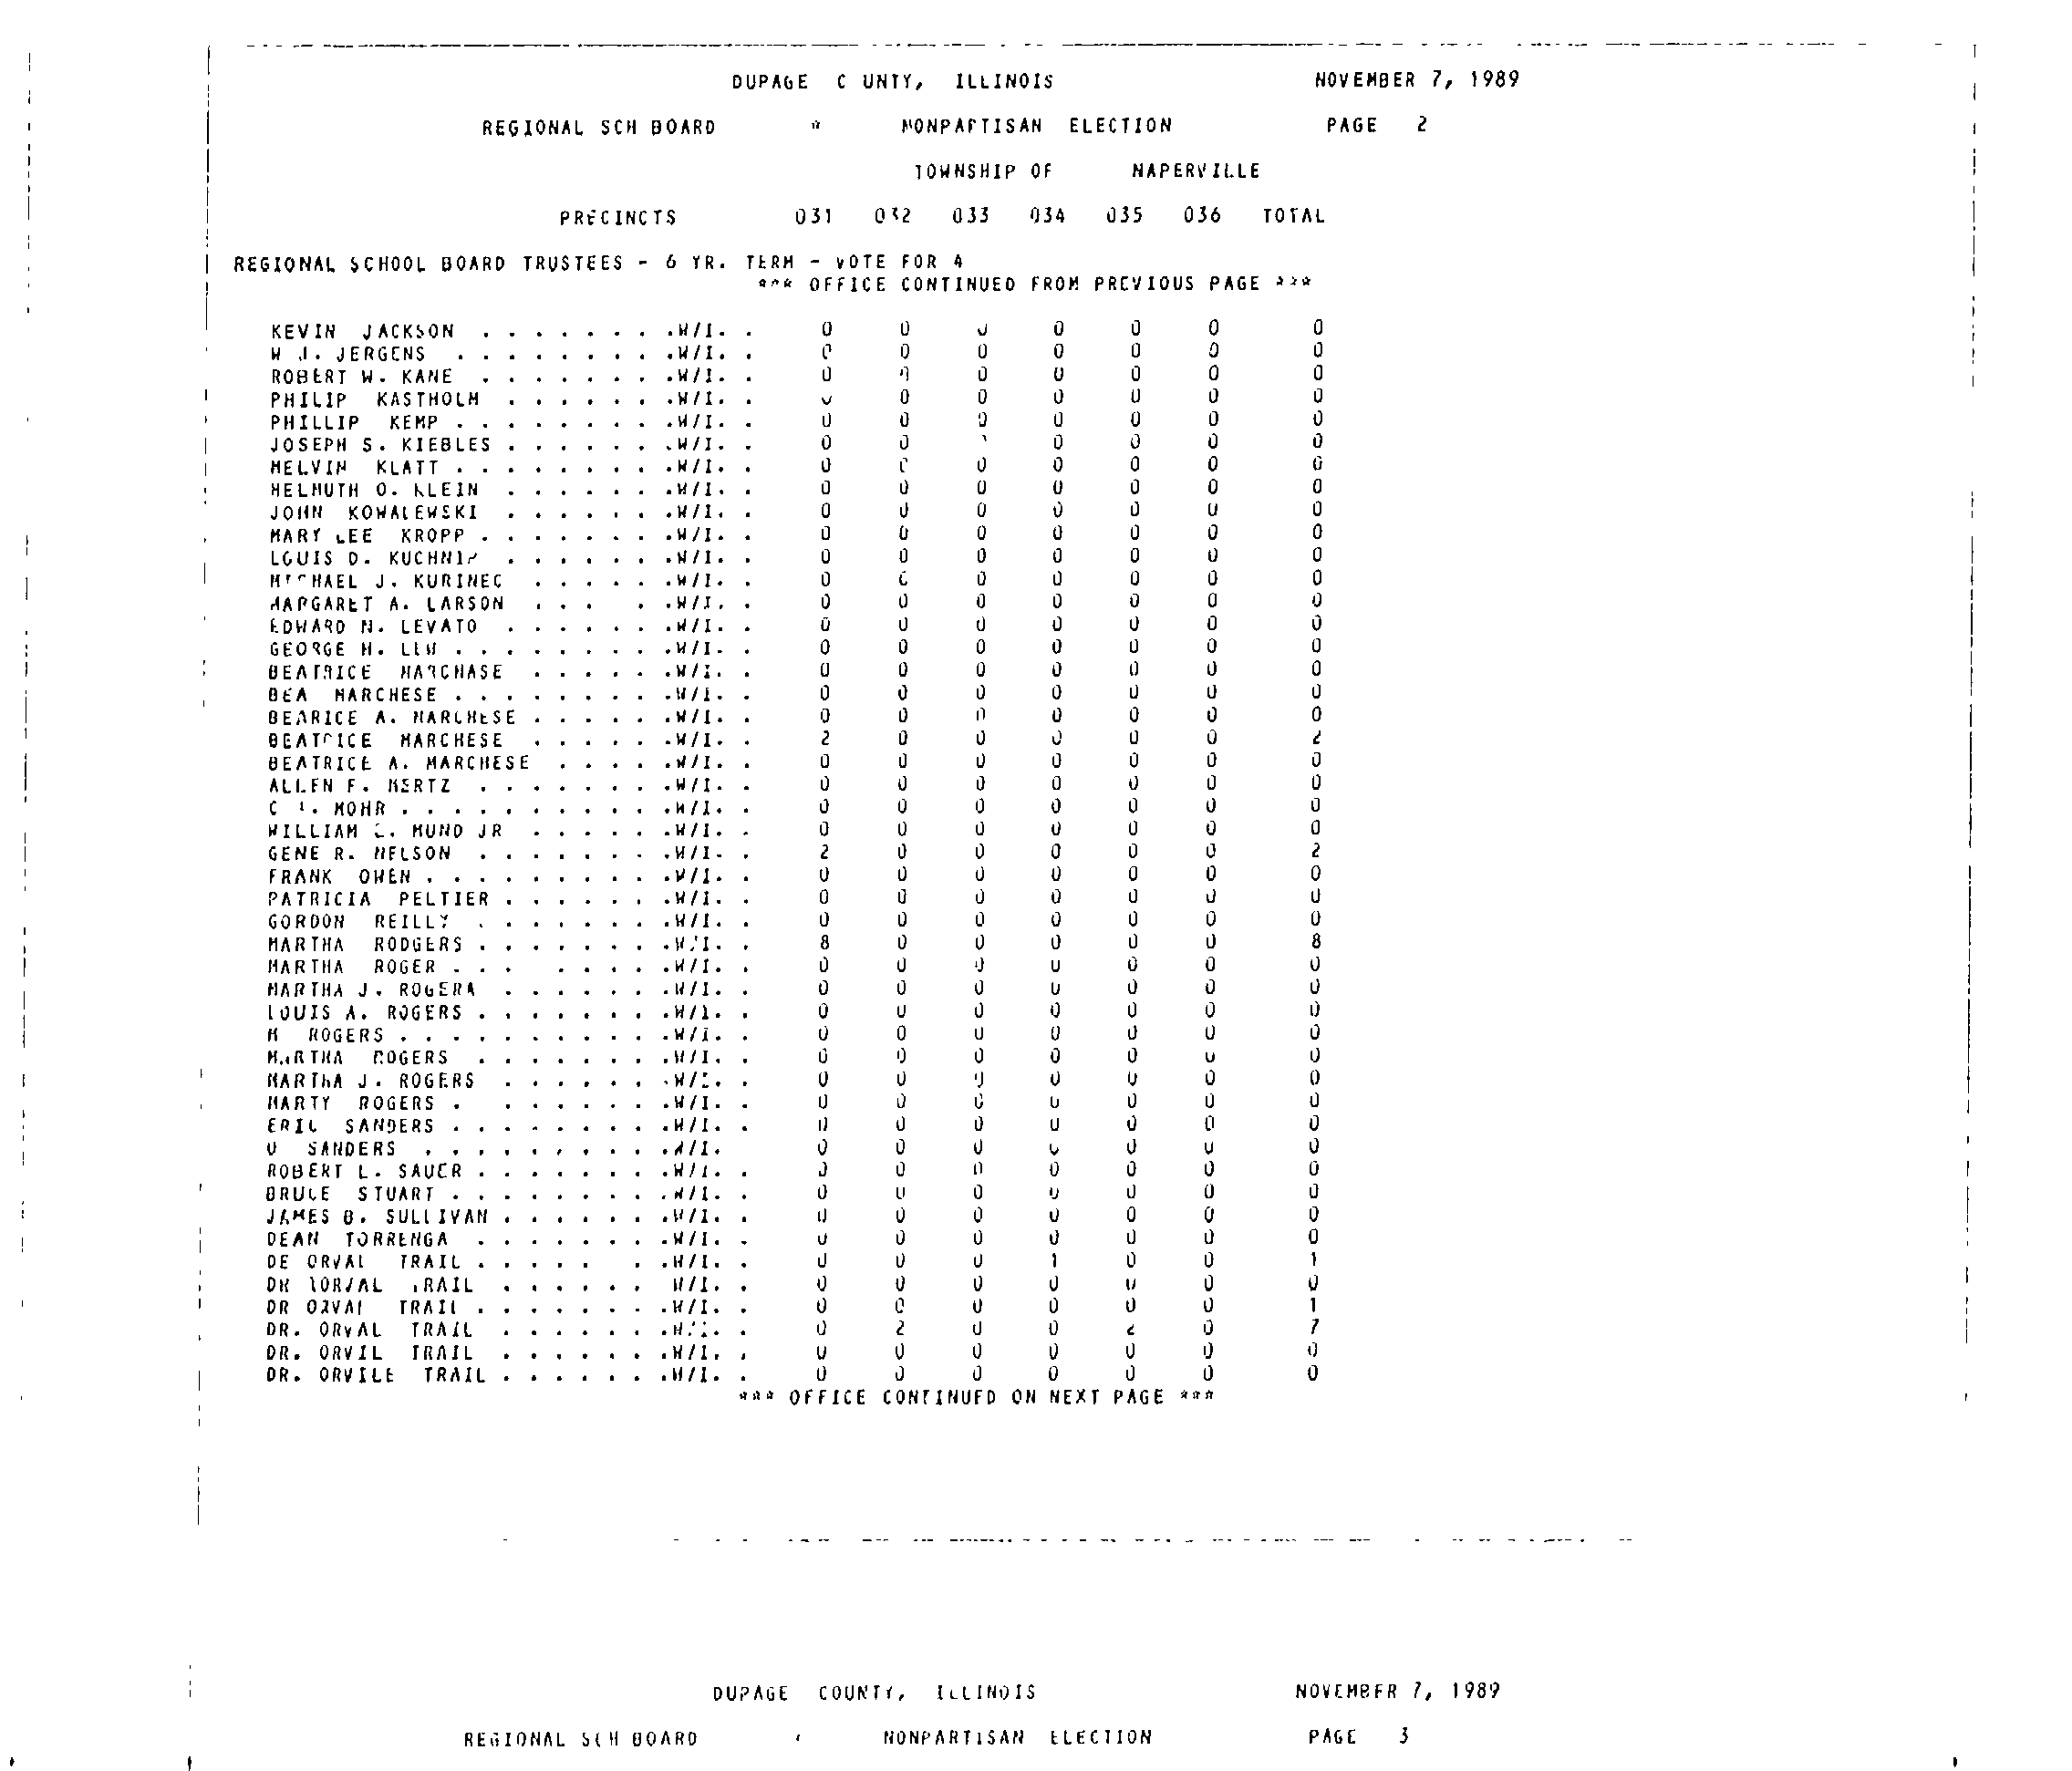 DUPAGE C UNTY, ILLINOIS NOVEMBER 7, 1989
REGIONAL SCH BOARD * NONPARTISAN ELECTION PAGE 2
TOWNSHIP OF NAPERVILLE
PRECINCTS 031 032 033 034 035 036 TOTAL
REGIONAL SCHOOL BOARD TRUSTEES - 6 YR. TERM - VOTE FOR 4
*** OFFICE CONTINUED FROM PREVIOUS PAGE ***
KEVIN JACKSON . . . . . . . .W/I. . 0 0 0 0 0 0 0
W J. JERGENS . . . . . . . . .W/I. . 0 0 0 0 0 0 0
ROBERT W. KANE . . . . . . . .W/I. . 0 0 0 0 0 0 0
PHILIP KASTHOLM . . . . . . .W/I. . 0 0 0 0 0 0 0
PHILLIP KEMP . . . . . . . . .W/I. . 0 0 0 0 0 0 0
JOSEPH S. KIEBLES . . . . . . .W/I. . 0 0 0 0 0 0
MELVIN KLATT . . . . . . . . .W/I. . 0 0 0 0 0 0 0
HELMUTH O. KLEIN . . . . . . .W/I. . 0 0 0 0 0 0 0
JOHN KOWALEWSKI . . . . . . .W/I. . 0 0 0 0 0 0 0
MARY LEE KROPP . . . . . . . .W/I. . 0 0 0 0 0 0 0
LOUIS D. . . . . . . .W/I. . 0 0 0 0 0 0 0
MICHAEL J. KURINEC . . . . . .W/I. . 0 0 0 0 0 0 0
MARGARET A. LARSON . . . . .W/I. . 0 0 0 0 0 0 0
EDWARD N. LEVATO . . . . . . .W/I. . 0 0 0 0 0 0 0
GEORGE H. . . . . . . . . .W/I. . 0 0 0 0 0 0 0
BEATRICE MARCHASE . . . . . .W/I. . 0 0 0 0 0 0 0
BEA MARCHESE . . . . . . . . .W/I. . 0 0 0 0 0 0 0
BEARICE A. MARCHESE . . . . . .W/I. . 0 0 0 0 0 0 0
BEATRICE MARCHESE . . . . . .W/I. . 2 0 0 0 0 0 2
BEATRICE A. MARCHESE . . . . .W/I. . 0 0 0 0 0 0 0
ALLEN F. MERTZ . . . . . . . .W/I. . 0 0 0 0 0 0 0
C MOHR . . . . . . . . . . .W/I. . 0 0 0 0 0 0 0
WILLIAM MUND JR . . . . . .W/I. . 0 0 0 0 0 0 0
GENE R. NELSON . . . . . . . .W/I. . 2 0 0 0 0 0 2
FRANK OWEN . . . . . . . . . .W/I. . 0 0 0 0 0 0 0
PATRICIA PELTIER . . . . . . .W/I. . 0 0 0 0 0 0 0
GORDON REILLY . . . . . . . .W/I. . 0 0 0 0 0 0 0
MARTHA RODGERS . . . . . . . .W/I. . 8 0 0 0 0 0 8
MARTHA ROGER . . . . . . . .W/I. . 0 0 0 0 0 0 0
MARTHA J. ROGERA . . . . . . .W/I. . 0 0 0 0 0 0 0
LOUIS A. ROGERS . . . . . . . .W/I. . 0 0 0 0 0 0 0
M ROGERS . . . . . . . . . . .W/I. . 0 0 0 0 0 0 0
MARTHA ROGERS . . . . . . . .W/I. . 0 0 0 0 0 0 0
MARTHA J. ROGERS . . . . . . .W/I. . 0 0 0 0 0 0 0
MARTY ROGERS . . . . . . . .W/I. . 0 0 0 0 0 0 0
ERIC SANDERS . . . . . . . . .W/I. . 0 0 0 0 0 0 0
SANDERS . . . . . . . . . .W/I. 0 0 0 0 0 0 0
ROBERT L. SAUER . . . . . . . .W/I. . 0 0 0 0 0 0 0
BRUCE STUART . . . . . . . . .W/I. . 0 0 0 0 0 0 0
JAMES B. SULLIVAN . . . . . . .W/I. . 0 0 0 0 0 0 0
DEAN TORRENGA . . . . . . . .W/I. . 0 0 0 0 0 0 0
DE ORVAL TRAIL . . . . . . .W/I. . 0 0 0 1 0 0 1
TRAIL . . . . . . W/I. . 0 0 0 0 0 0 0
DR ORVAL TRAIL . . . . . . . .W/I. . 0 0 0 0 0 0 1
DR. ORVAL TRAIL . . . . . . .W/I. . 0 2 0 0 2 0 7
DR. ORVIL TRAIL . . . . . . .W/I. . 0 0 0 0 0 0 0
DR. ORVILE TRAIL . . . . . . .W/I. . 0 0 0 0 0 0 0
*** OFFICE CONTINUED ON NEXT PAGE ***
DUPAGE COUNTY, ILLINOIS NOVEMBER 7, 1989
REGIONAL SCH BOARD NONPARTISAN ELECTION PAGE 3